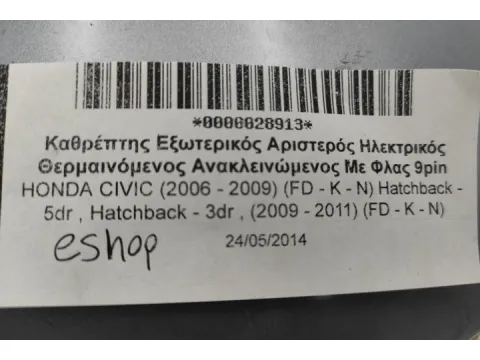 *0000028913*
Καθρέπτης Εξωτερικός Αριστερός Ηλεκτρικός
Θερμαινόμενος Ανακλεινώμενος Με Φλας 9pin
HONDA CIVIC (2006 - 2009) (FD - K - N) Hatchback -
5dr , Hatchback - 3dr , (2009 - 2011) (FD - K - N)
eshop
24/05/2014